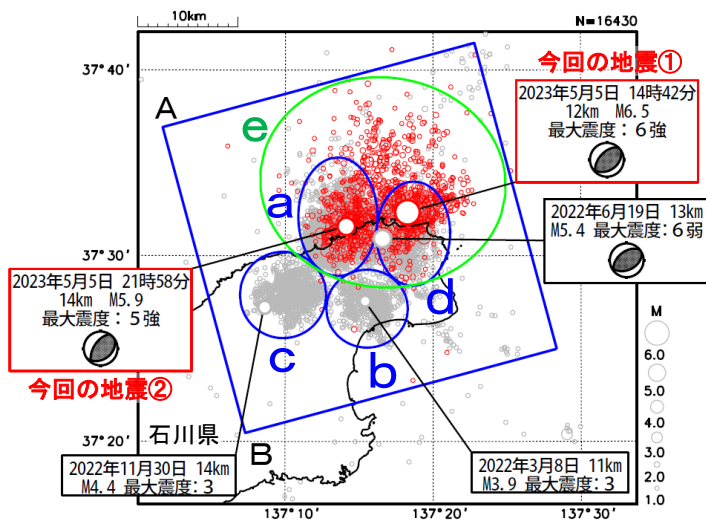 10km
N=16430
今回の地震①
37°40′
A
2023年5月5日 14時42分
12km M6.5
最大震度：６強
e
a
2022年6月19日 13km
M5.4 最大震度：６弱
37°30′
2023年5月5日 21時58分
14km M5.9
最大震度：５強
d
M
c
b
6.0
今回の地震②
5.0
4.0
3.0
2.0
1.0
37°20′
石川県
B
2022年11月30日 14km
M4.4 最大震度：３
2022年3月8日 11km
M3.9 最大震度：３
137°10′
137°20′
137°30′